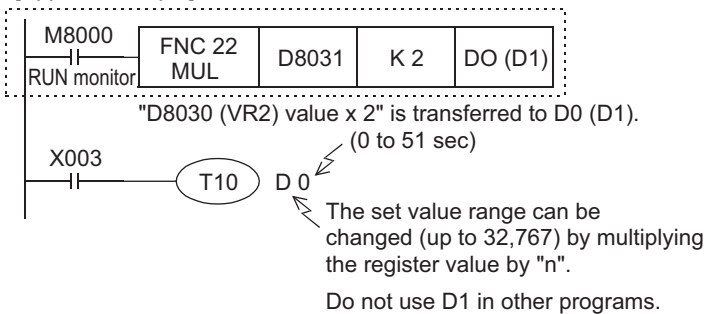 M8000
RUN monitor
FNC 22
MUL
D8031
K 2
DO (D1)
"D8030 (VR2) value x 2" is transferred to D0 (D1).
(0 to 51 sec)
X003
T10
D 0
The set value range can be
changed (up to 32,767) by multiplying
the register value by "n".
Do not use D1 in other programs.